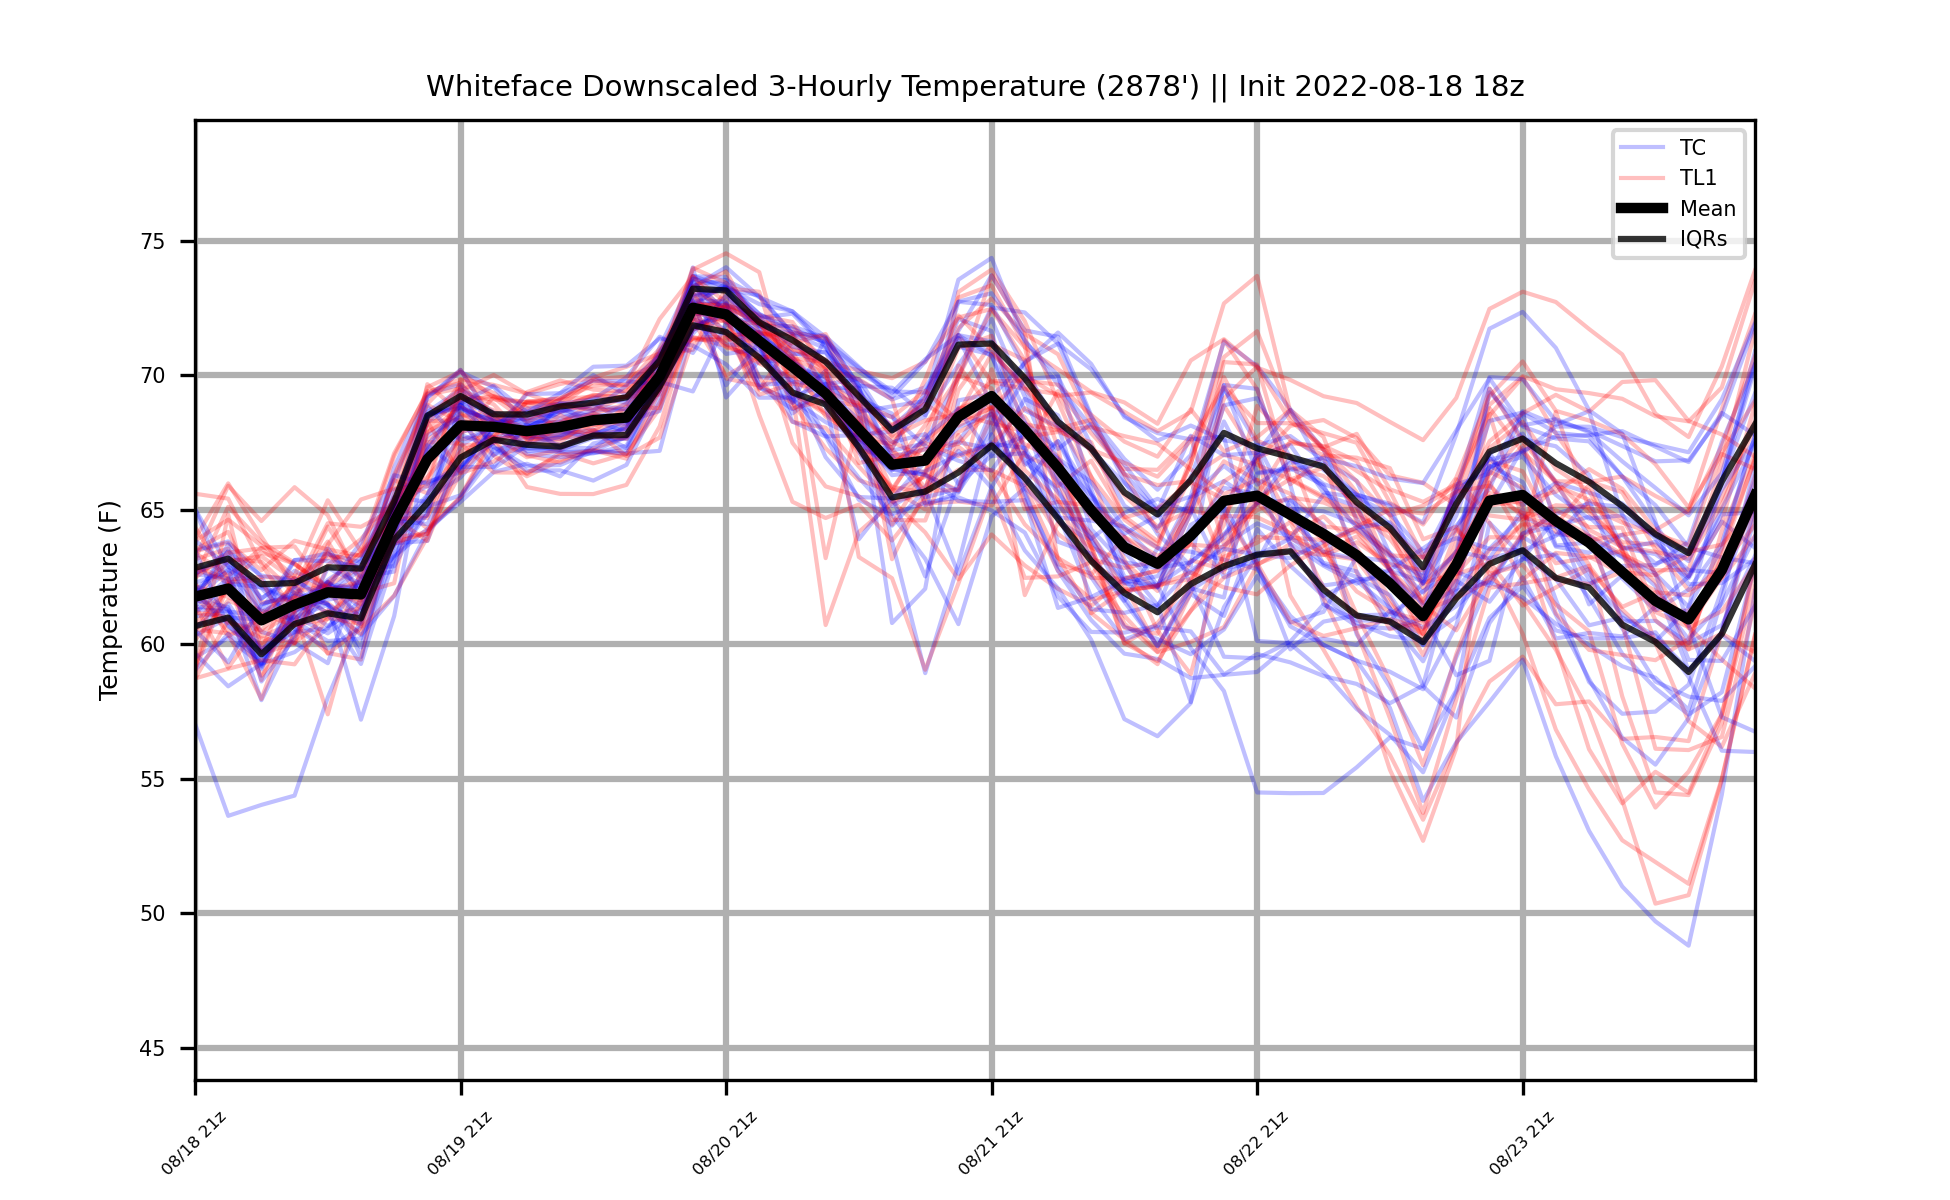 Whiteface Downscaled 3-Hourly Temperature (2878') || Init 2022-08-18 18z
TC
TL1
Mean
IQRs
Temperature (F)
75
70
65
60
55
50
45
08/18 21z
08/19 21z
08/20 21z
08/21 21z
08/22 21z
08/23 21z